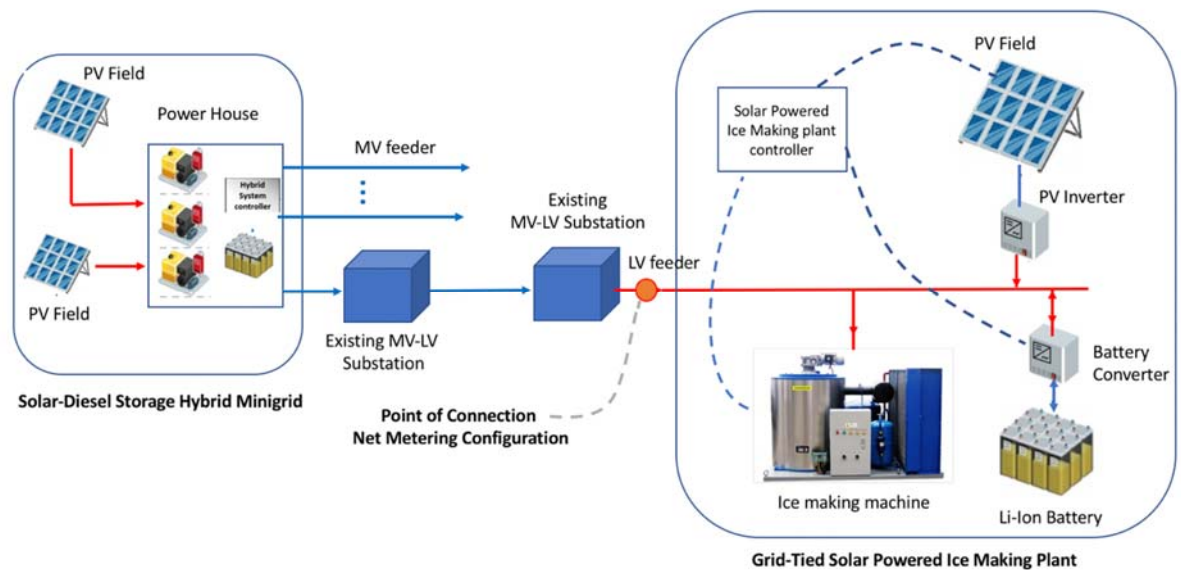 PV Field
Power House
Hybrid
System
controller
PV Field
Solar-Diesel Storage Hybrid Minigrid
MV feeder
Existing MV-LV
Substation
Existing
MV-LV Substation
LV feeder
Point of Connection
Net Metering Configuration
Solar Powered
Ice Making plant
controller
PV Field
PV Inverter
Battery
Converter
Ice making machine
Li-Ion Battery
Grid-Tied Solar Powered Ice Making Plant